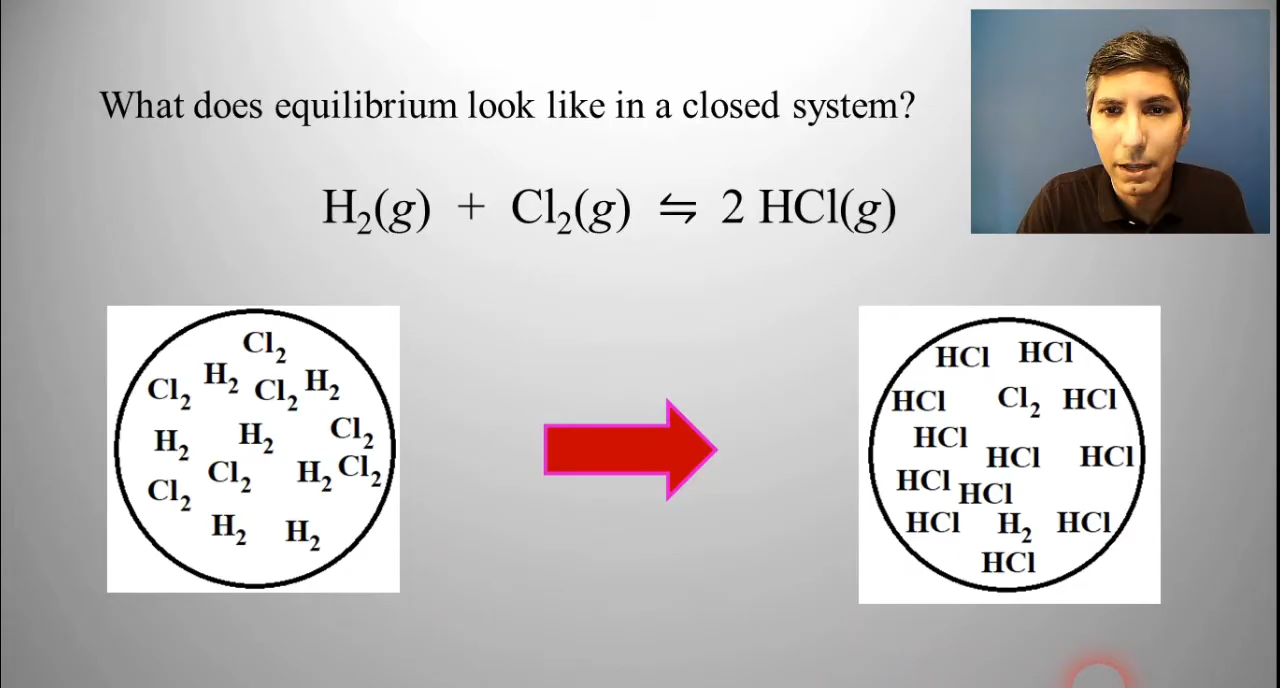 What does equilibrium look like in a closed system?
H₂(g) + Cl₂(g) ⇋ 2 HCl(g)
Cl₂
Cl₂ H₂ Cl₂ H₂
H₂ H₂ Cl₂
Cl₂ Cl₂ H₂ Cl₂
H₂ H₂
HCl HCl
HCl Cl₂ HCl
HCl HCl HCl
HCl HCl
HCl H₂ HCl
HCl